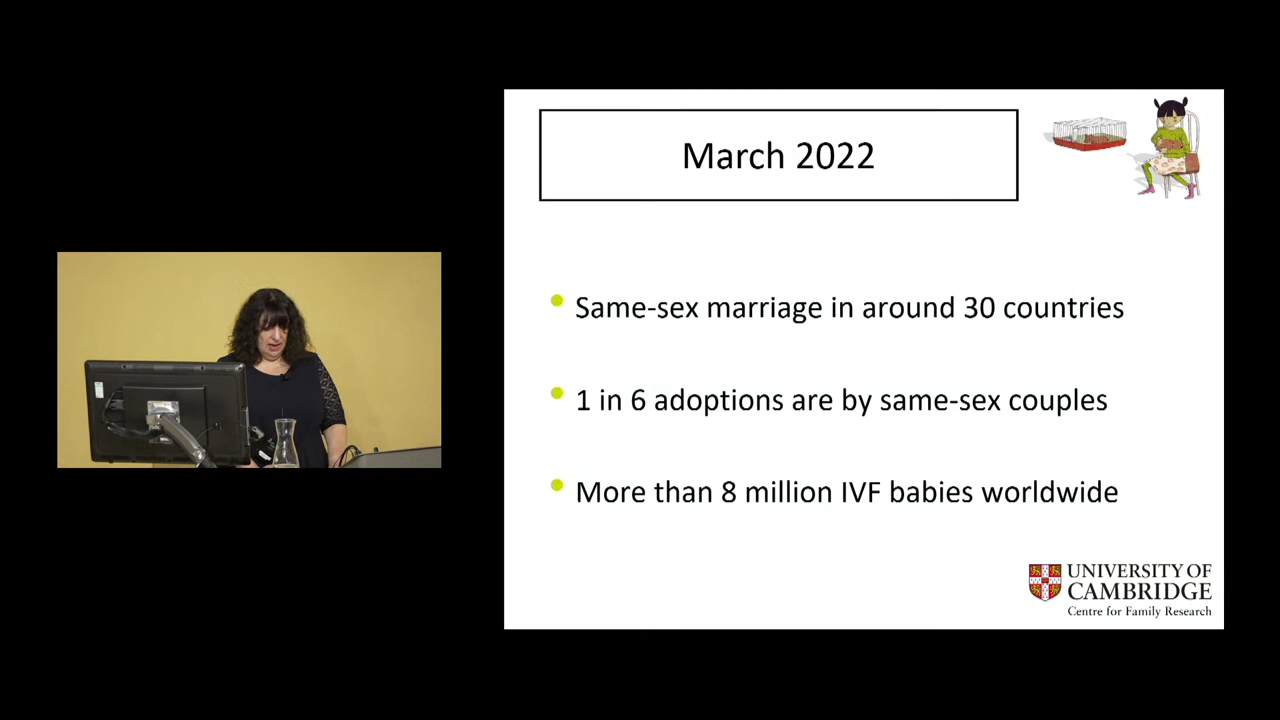 March 2022
Same-sex marriage in around 30 countries
1 in 6 adoptions are by same-sex couples
More than 8 million IVF babies worldwide
UNIVERSITY OF
CAMBRIDGE
Centre for Family Research